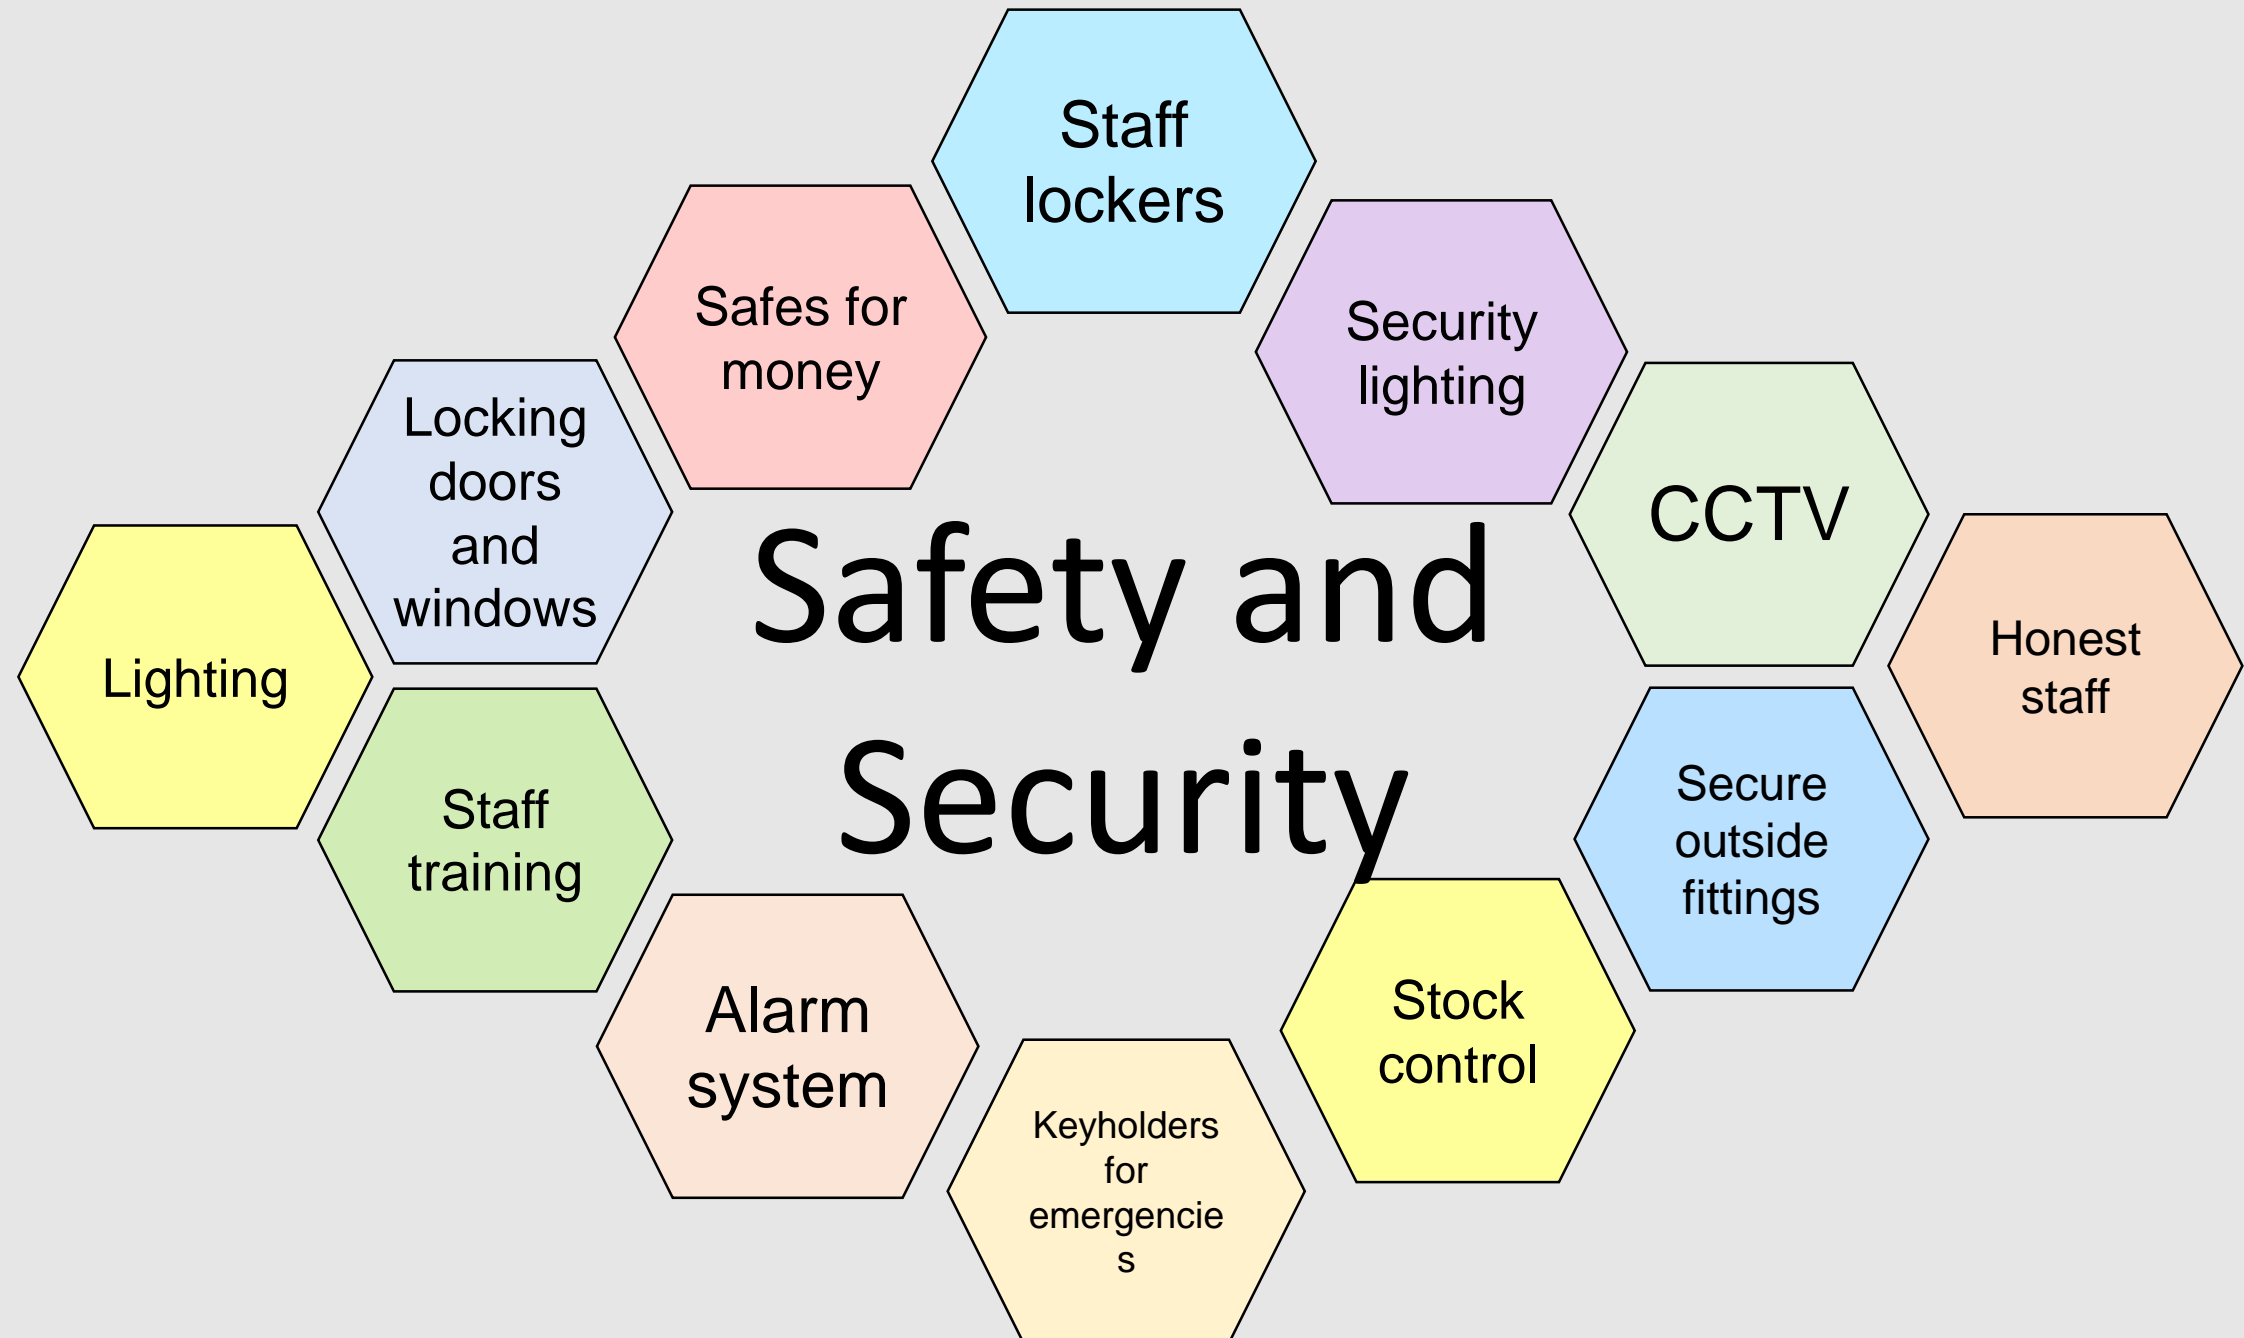 Staff
lockers
Safes for
money
Security
lighting
Locking
doors
and
windows
CCTV
Lighting
Safety and
Security
Honest
staff
Staff
training
Secure
outside
fittings
Alarm
system
Stock
control
Keyholders
for
emergencie
s